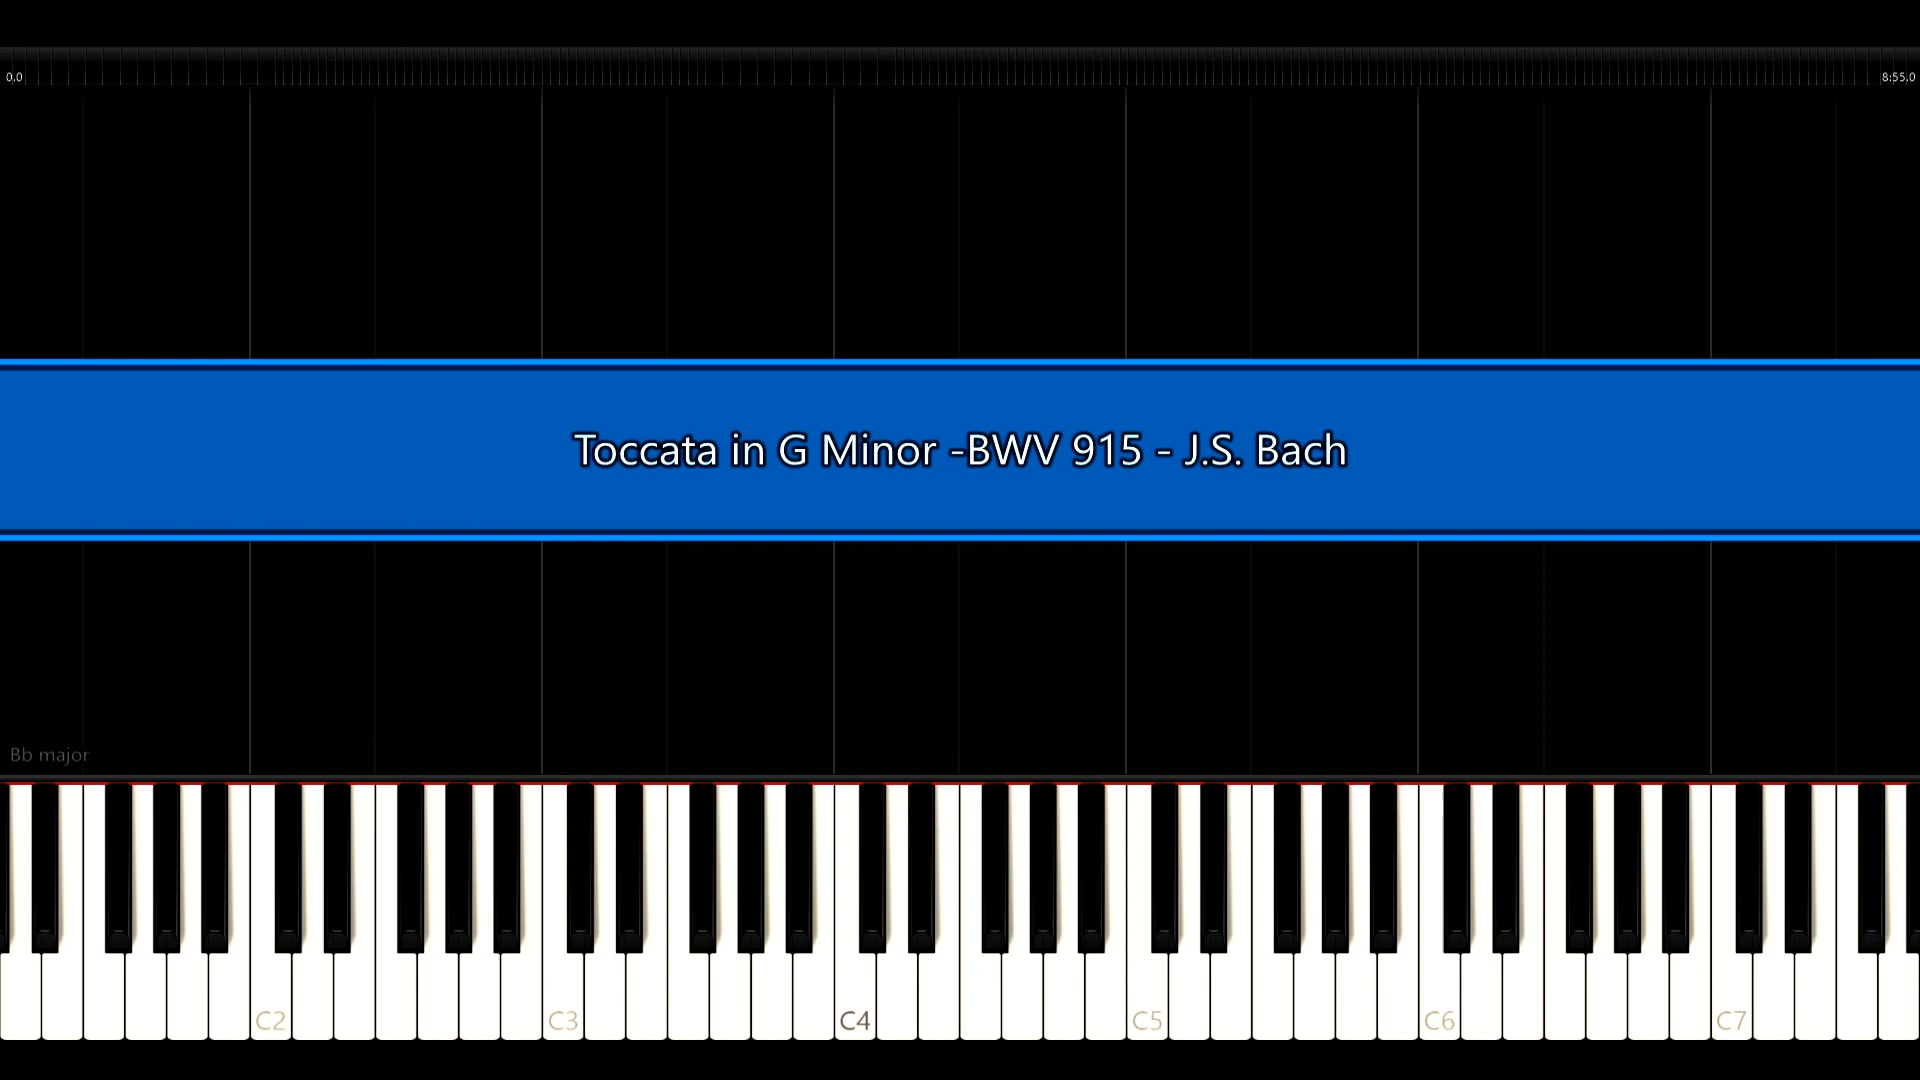 0.0
8:55,0
Toccata in G Minor -BWV 915 - J.S. Bach
Bb major
C2 C3 C4 C5 C6 C7